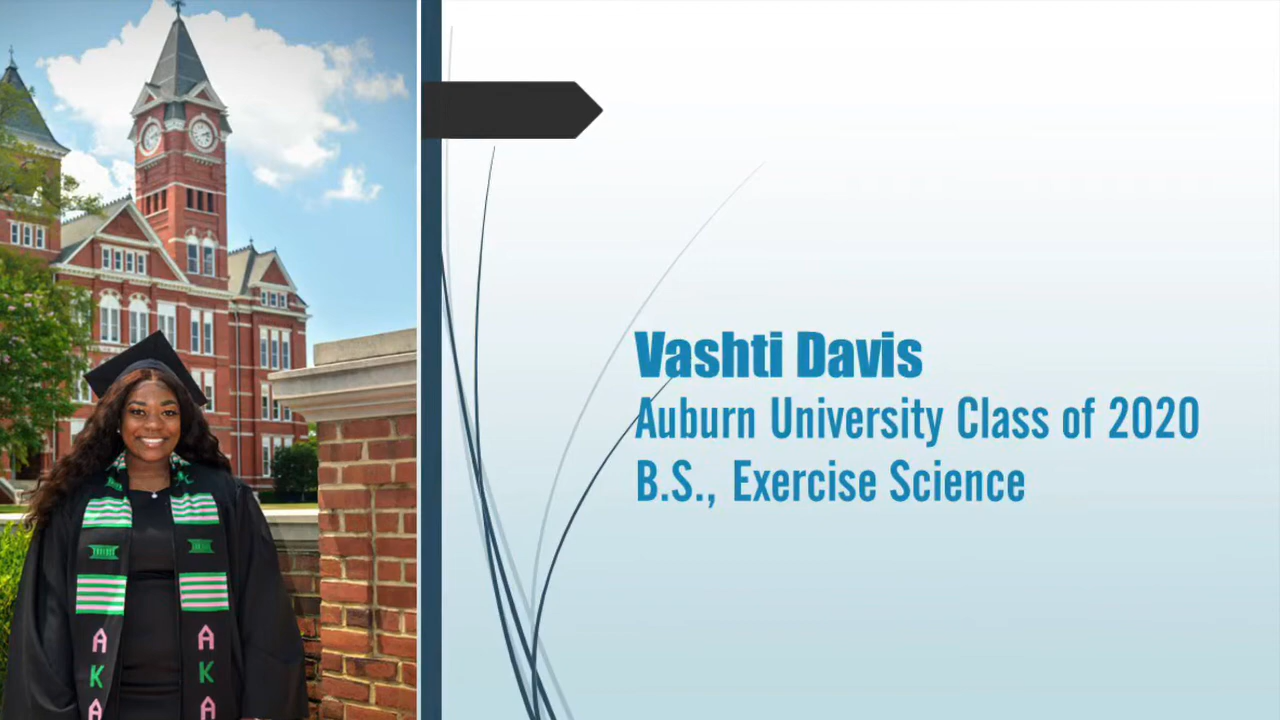 Vashti Davis
Auburn University Class of 2020
B.S., Exercise Science
A A
K K
A A